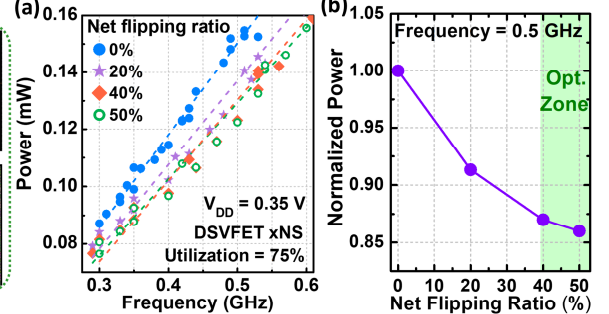 (a)
Net flipping ratio
0%
20%
40%
50%
V_DD = 0.35 V
DSVFET xNS
Utilization = 75%
Power (mW)
0.16
0.14
0.12
0.10
0.08
0.3
0.4
0.5
0.6
Frequency (GHz)
(b)
Frequency = 0.5 GHz
Opt.
Zone
Normalized Power
1.05
1.00
0.95
0.90
0.85
0
10
20
30
40
50
Net Flipping Ratio (%)